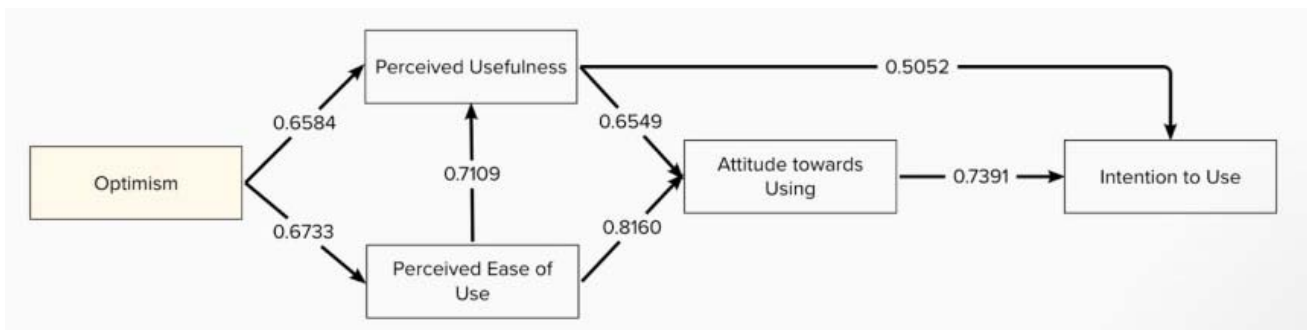 Perceived Usefulness
0.5052
0.6584
0.6549
Optimism
0.7109
Attitude towards
Using
0.7391
Intention to Use
0.6733
0.8160
Perceived Ease of
Use